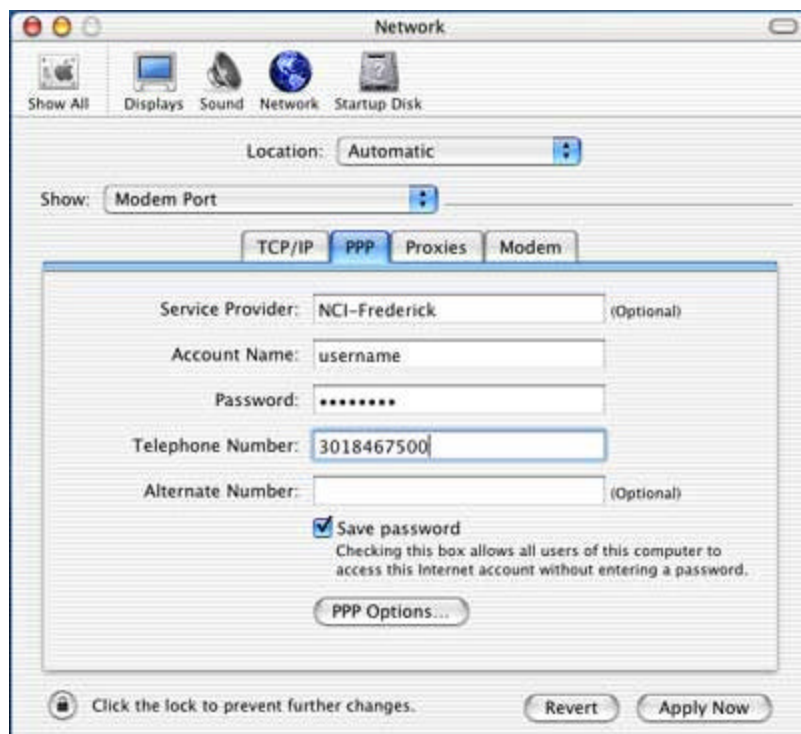 Network
Show All Displays Sound Network Startup Disk
Location: Automatic
Show: Modem Port
TCP/IP PPP Proxies Modem
Service Provider: NCI-Frederick (Optional)
Account Name: username
Password: ••••••••
Telephone Number: 3018467500
Alternate Number: (Optional)
Save password
Checking this box allows all users of this computer to
access this Internet account without entering a password.
PPP Options...
Click the lock to prevent further changes. Revert Apply Now